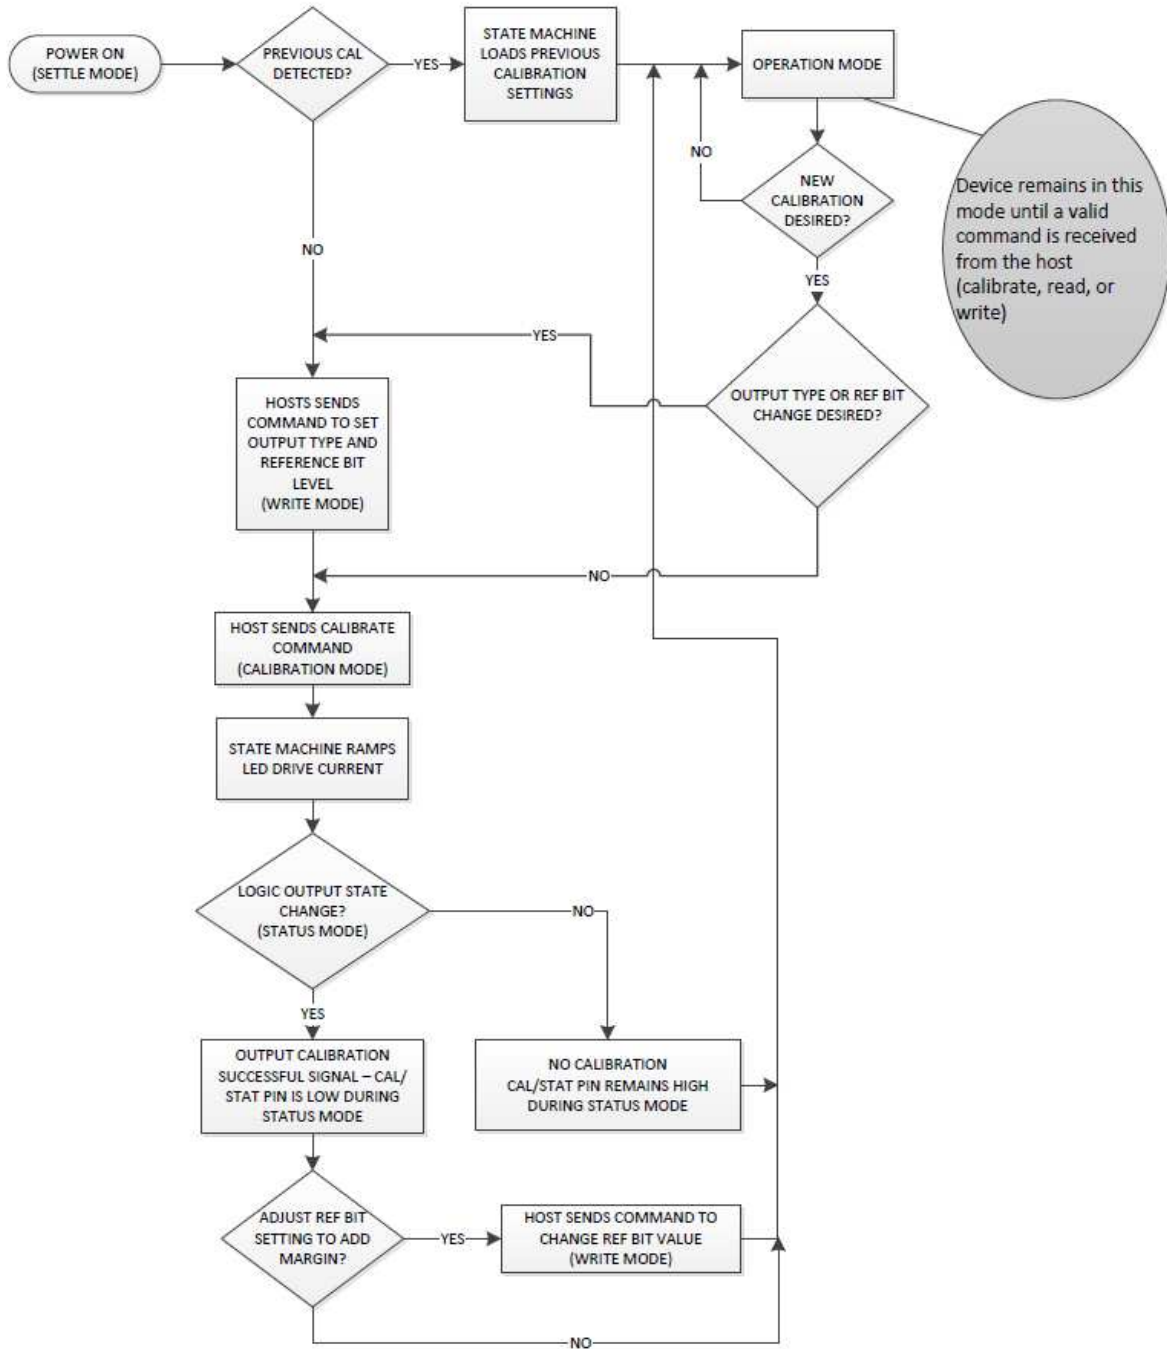 POWER ON
(SETTLE MODE)
PREVIOUS CAL
DETECTED?
YES
STATE MACHINE
LOADS PREVIOUS
CALIBRATION
SETTINGS
OPERATION MODE
NO
NEW
CALIBRATION
DESIRED?
Device remains in this
mode until a valid
command is received
from the host
(calibrate, read, or
write)
NO
YES
YES
OUTPUT TYPE OR REF BIT
CHANGE DESIRED?
HOSTS SENDS
COMMAND TO SET
OUTPUT TYPE AND
REFERENCE BIT
LEVEL
(WRITE MODE)
NO
HOST SENDS CALIBRATE
COMMAND
(CALIBRATION MODE)
STATE MACHINE RAMPS
LED DRIVE CURRENT
LOGIC OUTPUT STATE
CHANGE?
(STATUS MODE)
NO
YES
OUTPUT CALIBRATION
SUCCESSFUL SIGNAL – CAL/
STAT PIN IS LOW DURING
STATUS MODE
NO CALIBRATION
CAL/STAT PIN REMAINS HIGH
DURING STATUS MODE
ADJUST REF BIT
SETTING TO ADD
MARGIN?
YES
HOST SENDS COMMAND TO
CHANGE REF BIT VALUE
(WRITE MODE)
NO